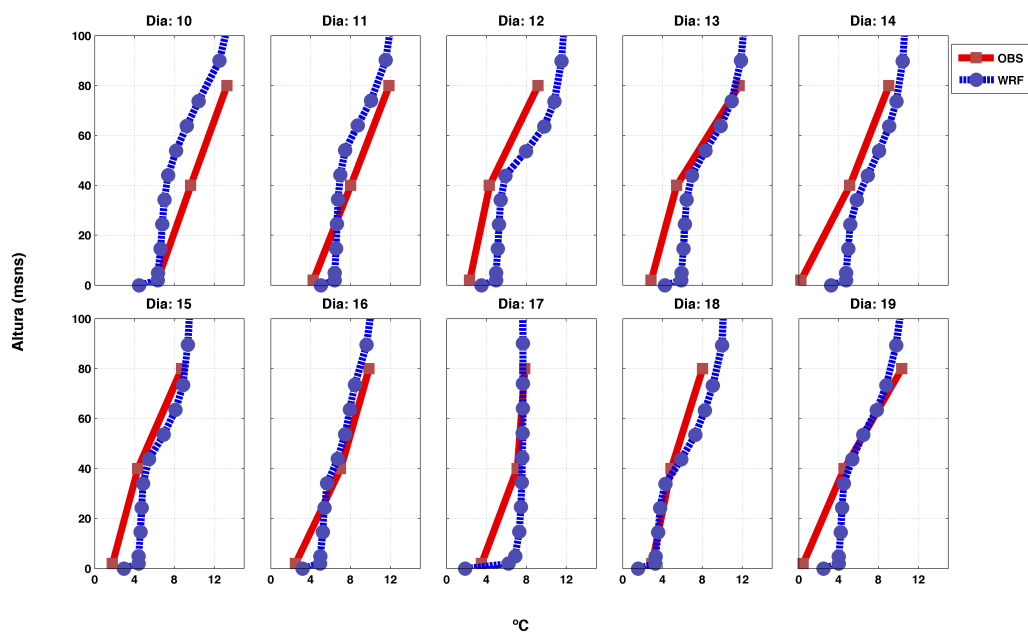 Dia: 10 Dia: 11 Dia: 12 Dia: 13 Dia: 14
100
80
60
40
20
0
OBS
WRF
Altura (msns)
Dia: 15 Dia: 16 Dia: 17 Dia: 18 Dia: 19
100
80
60
40
20
0
0 4 8 12 0 4 8 12 0 4 8 12 0 4 8 12 0 4 8 12
ºC